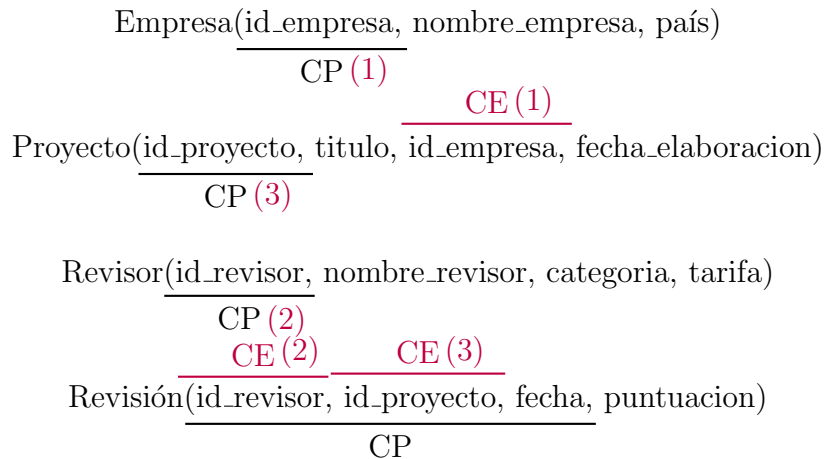 Empresa(id_empresa, nombre_empresa, país)
CP (1)
CE (1)
Proyecto(id_proyecto, titulo, id_empresa, fecha_elaboracion)
CP (3)
Revisor(id_revisor, nombre_revisor, categoria, tarifa)
CP (2)
CE (2) CE (3)
Revisión(id_revisor, id_proyecto, fecha, puntuacion)
CP